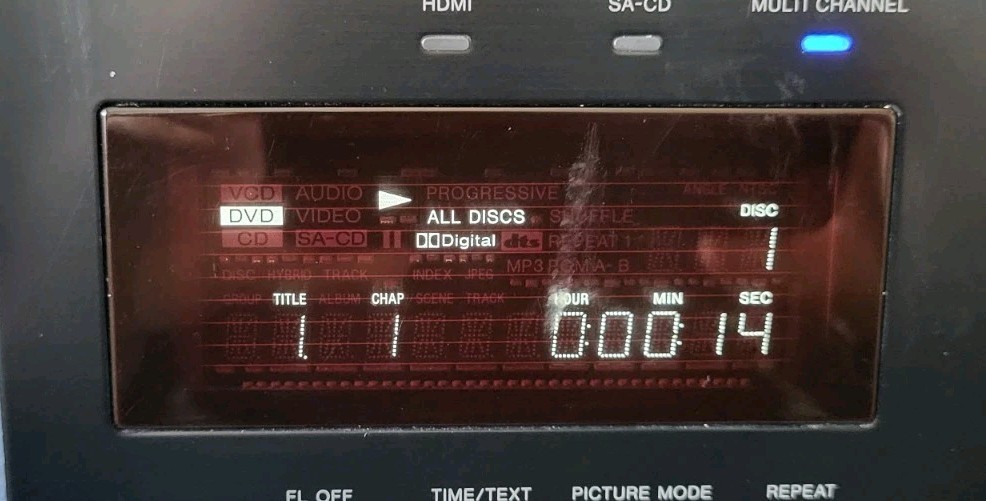 HDMI SA-CD MULTI CHANNEL
VCD AUDIO PROGRESSIVE ANGLE NTSC
DVD VIDEO ALL DISCS SHUFFLE DISC
CD SA-CD Digital dts REPEAT 1 1
DISC HYBRID TRACK INDEX JPEG MP3 PCM A- B
GROUP TITLE ALBUM CHAP SCENE TRACK HOUR MIN SEC
1 1 0:00:14
FL OFF TIME/TEXT PICTURE MODE REPEAT